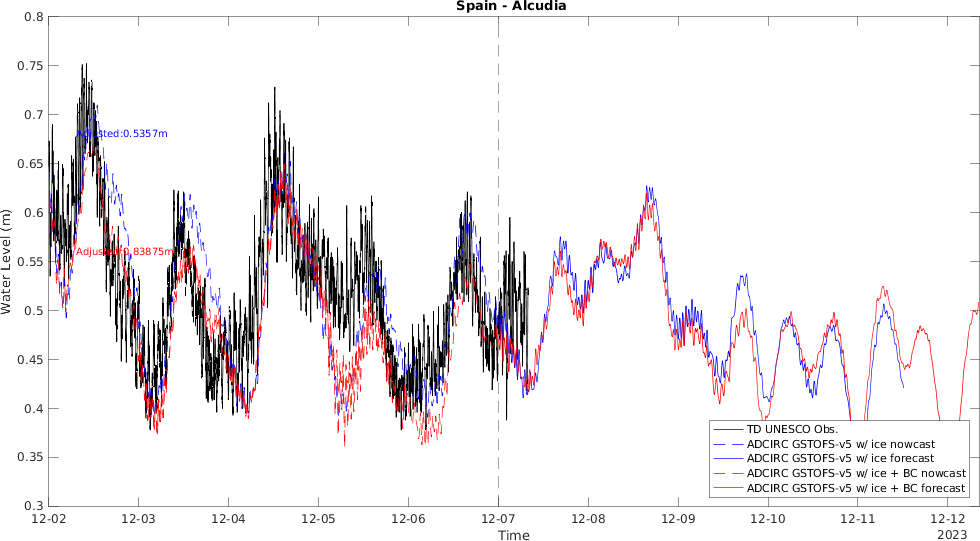 Spain - Alcudia
0.8
0.75
0.7
0.65
0.6
0.55
0.5
0.45
0.4
0.35
0.3
Water Level (m)
Adjusted:0.5357m
Adjusted:0.83875m
TD UNESCO Obs.
ADCIRC GSTOFS-v5 w/ ice nowcast
ADCIRC GSTOFS-v5 w/ ice forecast
ADCIRC GSTOFS-v5 w/ ice + BC nowcast
ADCIRC GSTOFS-v5 w/ ice + BC forecast
12-02 12-03 12-04 12-05 12-06 12-07 12-08 12-09 12-10 12-11 12-12
Time
2023